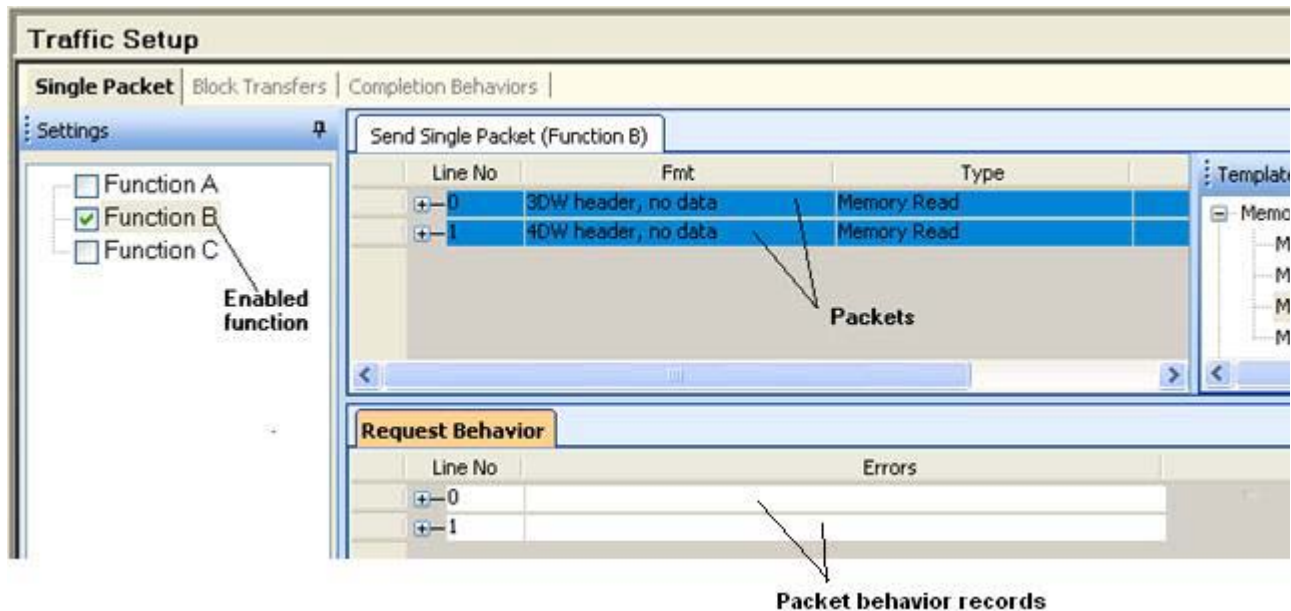 Traffic Setup
Single Packet Block Transfers Completion Behaviors
Settings
Function A
Function B
Function C
Enabled
function
Send Single Packet (Function B)
Line No Fmt Type
0 3DW header, no data Memory Read
1 4DW header, no data Memory Read
Packets
Template
Memo
M
M
M
M
Request Behavior
Line No Errors
0
1
Packet behavior records